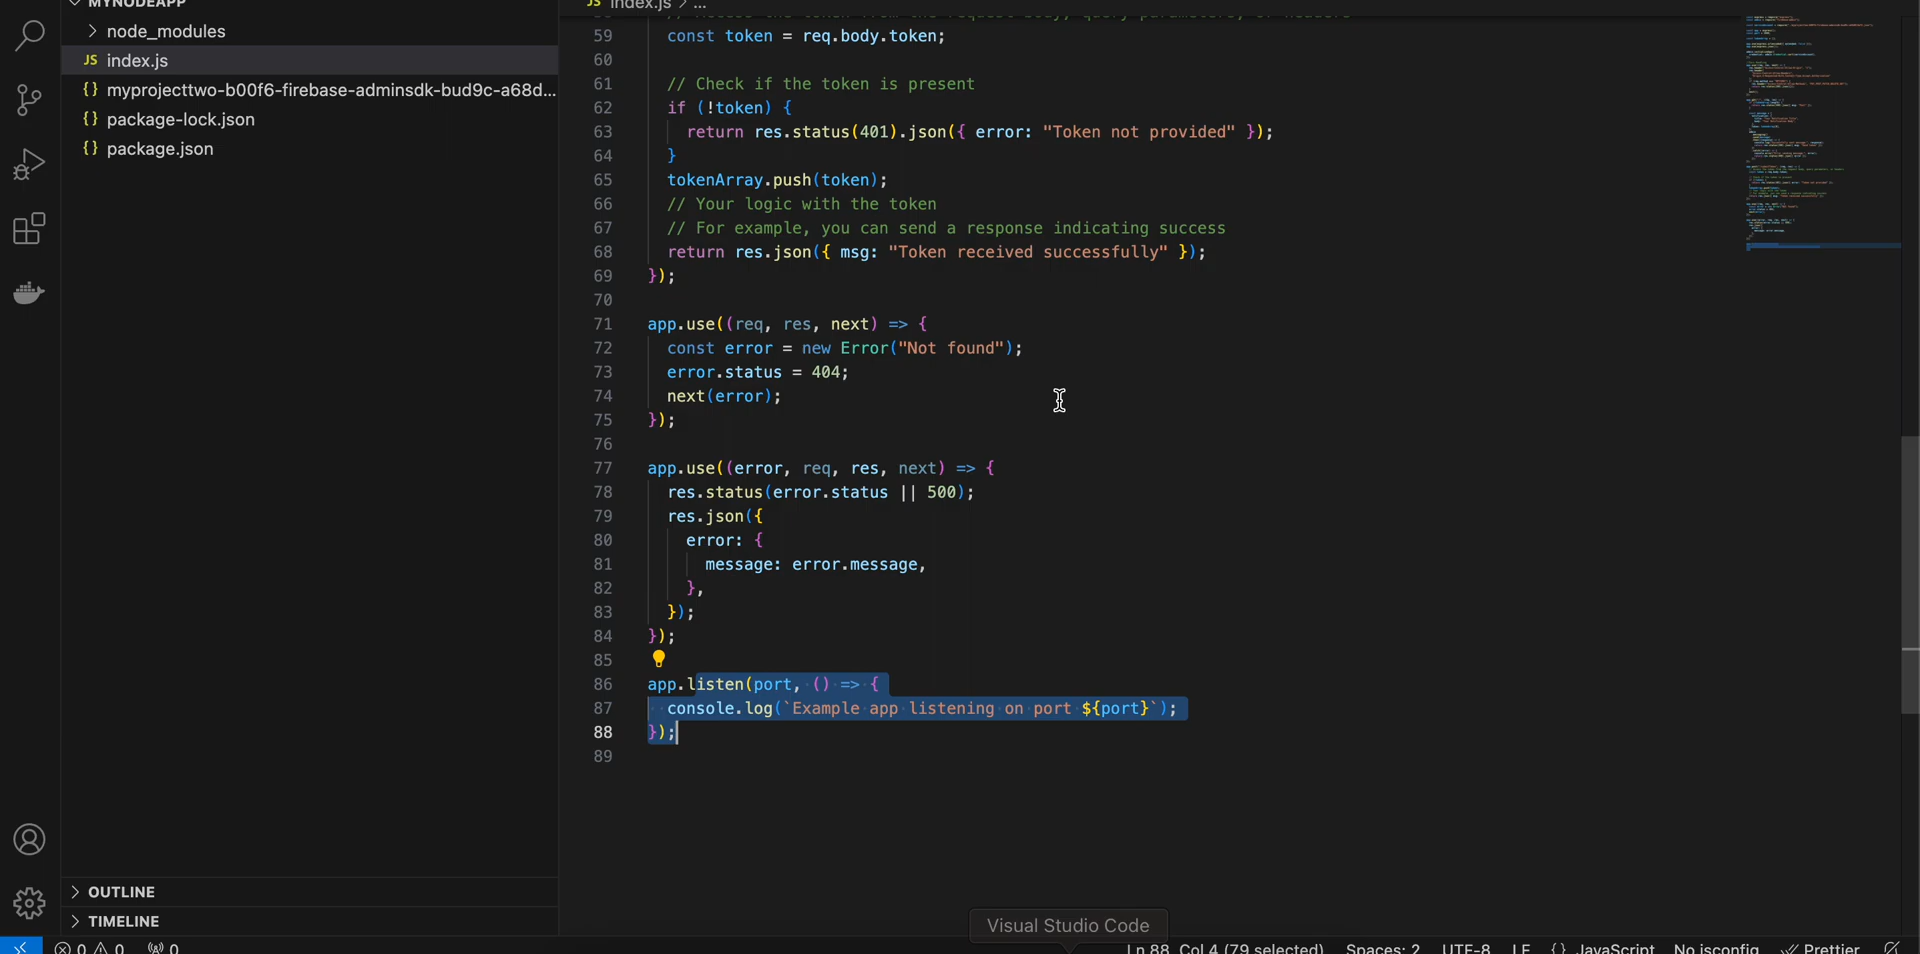 MYNODEAPP
node_modules
JS index.js
{} myprojecttwo-b00f6-firebase-adminsdk-bud9c-a68d...
{} package-lock.json
{} package.json
OUTLINE
TIMELINE
JS index.js > ...
59 const token = req.body.token;
60
61 // Check if the token is present
62 if (!token) {
63 return res.status(401).json({ error: "Token not provided" });
64 }
65 tokenArray.push(token);
66 // Your logic with the token
67 // For example, you can send a response indicating success
68 return res.json({ msg: "Token received successfully" });
69 });
70
71 app.use((req, res, next) => {
72 const error = new Error("Not found");
73 error.status = 404;
74 next(error);
75 });
76
77 app.use((error, req, res, next) => {
78 res.status(error.status || 500);
79 res.json({
80 error: {
81 message: error.message,
82 },
83 });
84 });
85
86 app.listen(port, () => {
87 console.log(`Example app listening on port ${port}`);
88 });
89
Visual Studio Code
0 0 0 Ln 88, Col 4 (79 selected) Spaces: 2 UTF-8 LF {} JavaScript No jsconfig Prettier